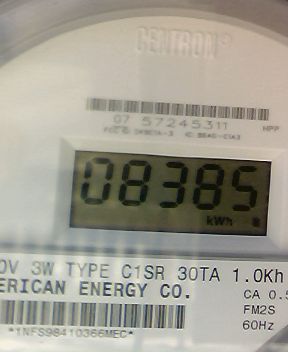 CENTRON®
07 57245311
HPP
08385
kWh
0V 3W TYPE C1SR 30TA 1.0Kh
ERICAN ENERGY CO.
CA 0.5
FM2S
60Hz
*1NFS98410366MEC*